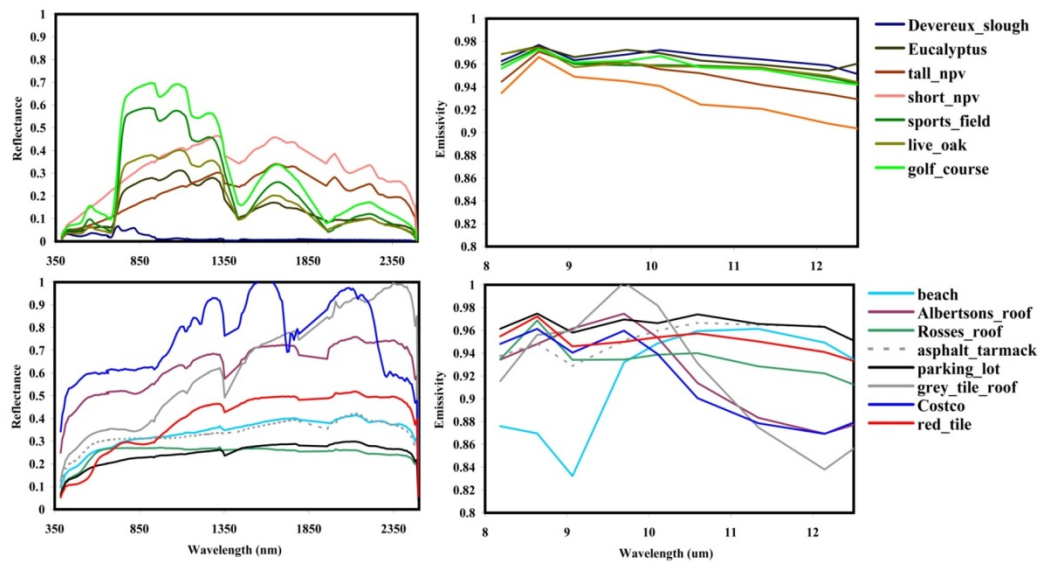 Reflectance
1
0.9
0.8
0.7
0.6
0.5
0.4
0.3
0.2
0.1
0
350 850 1350 1850 2350
Emissivity
1
0.98
0.96
0.94
0.92
0.9
0.88
0.86
0.84
0.82
0.8
8 9 10 11 12
Devereux_slough
Eucalyptus
tall_npv
short_npv
sports_field
live_oak
golf_course
Reflectance
1
0.9
0.8
0.7
0.6
0.5
0.4
0.3
0.2
0.1
0
350 850 1350 1850 2350
Wavelength (nm)
Emissivity
1
0.98
0.96
0.94
0.92
0.9
0.88
0.86
0.84
0.82
0.8
8 9 10 11 12
Wavelength (um)
beach
Albertsons_roof
Rosses_roof
asphalt_tarmack
parking_lot
grey_tile_roof
Costco
red_tile